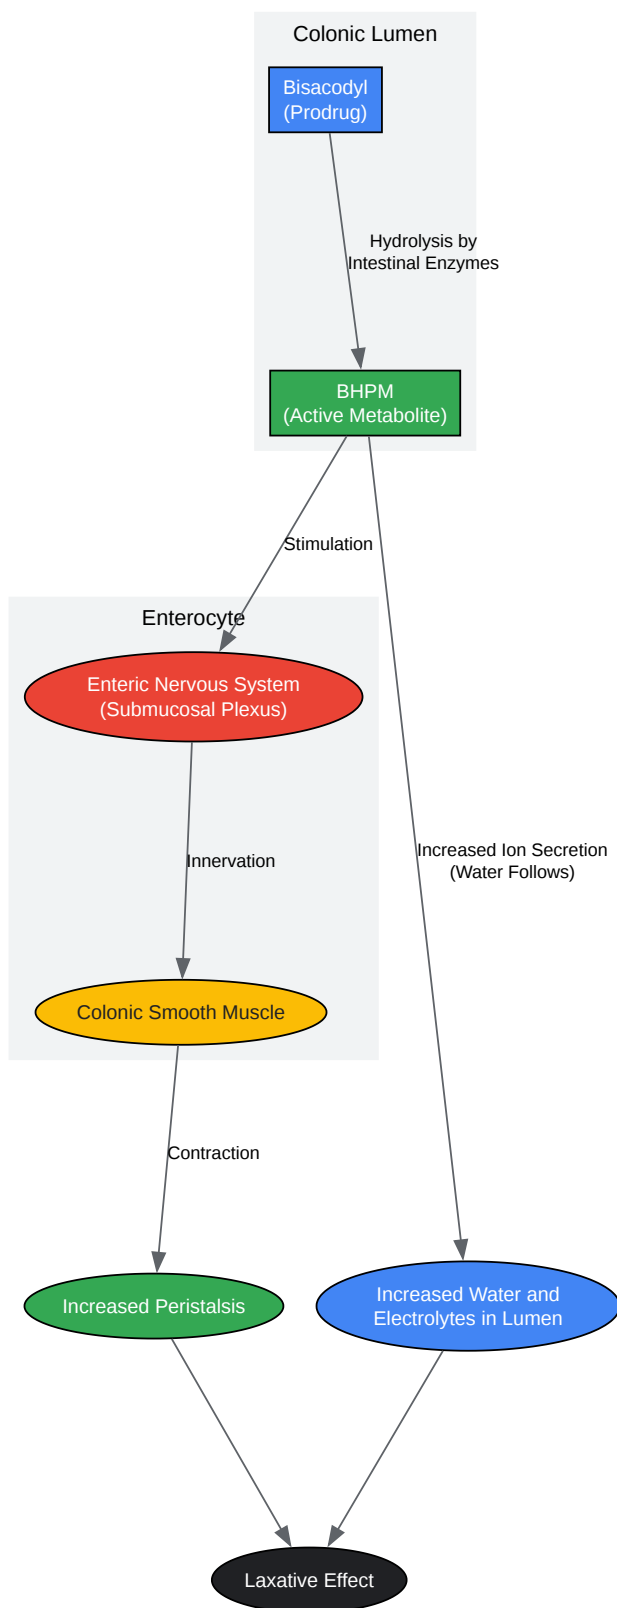 Colonic Lumen
Bisacodyl
(Prodrug)
Hydrolysis by
Intestinal Enzymes
BHPM
(Active Metabolite)
Stimulation
Enterocyte
Enteric Nervous System
(Submucosal Plexus)
Innervation
Increased Ion Secretion
(Water Follows)
Colonic Smooth Muscle
Contraction
Increased Peristalsis
Increased Water and
Electrolytes in Lumen
Laxative Effect